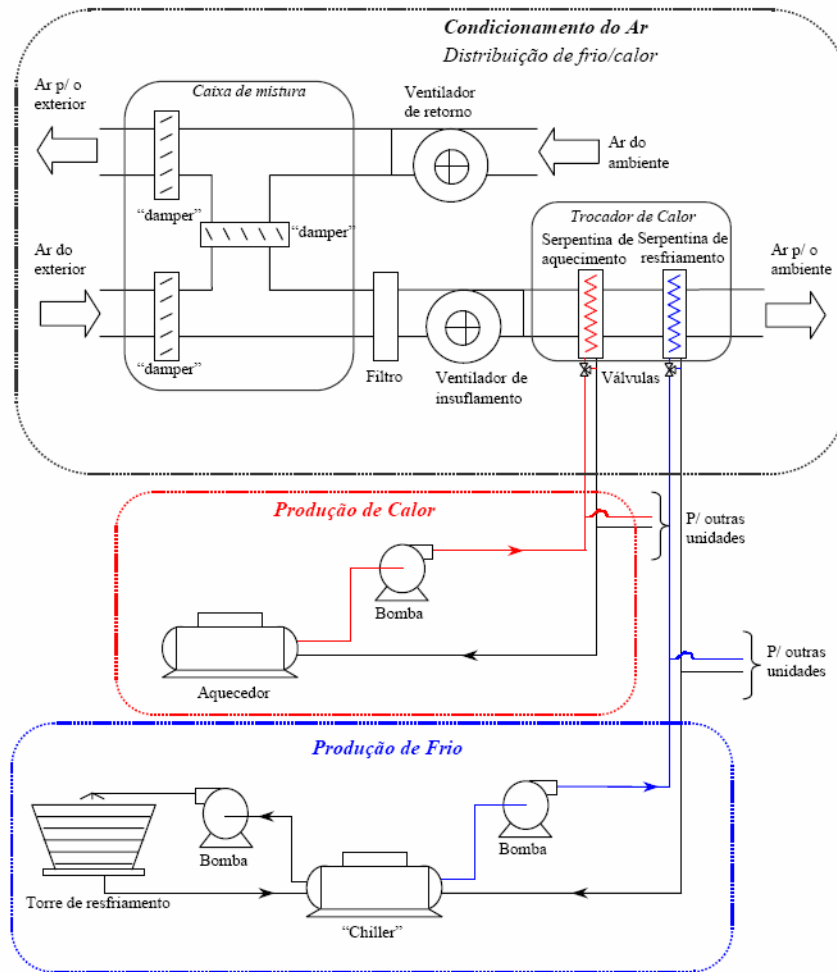 Condicionamento do Ar
Distribuição de frio/calor
Ar p/ o
exterior
Caixa de mistura
Ventilador
de retorno
Ar do
ambiente
“damper”
“damper”
Ar do
exterior
Trocador de Calor
Serpentina de
aquecimento
Serpentina de
resfriamento
Ar p/ o
ambiente
“damper”
Filtro
Ventilador de
insuflamento
Válvulas
Produção de Calor
P/ outras
unidades
Bomba
Aquecedor
P/ outras
unidades
Produção de Frio
Bomba
Bomba
Torre de resfriamento
“Chiller”